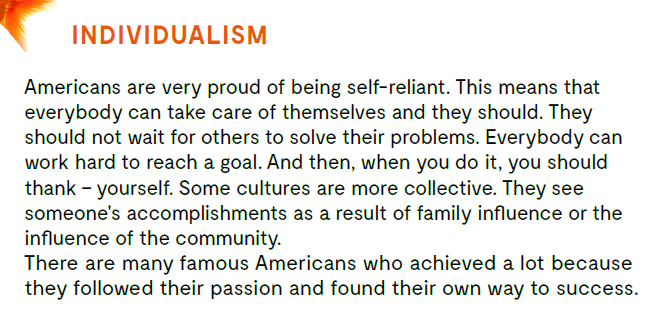 INDIVIDUALISM
Americans are very proud of being self-reliant. This means that
everybody can take care of themselves and they should. They
should not wait for others to solve their problems. Everybody can
work hard to reach a goal. And then, when you do it, you should
thank – yourself. Some cultures are more collective. They see
someone's accomplishments as a result of family influence or the
influence of the community.
There are many famous Americans who achieved a lot because
they followed their passion and found their own way to success.